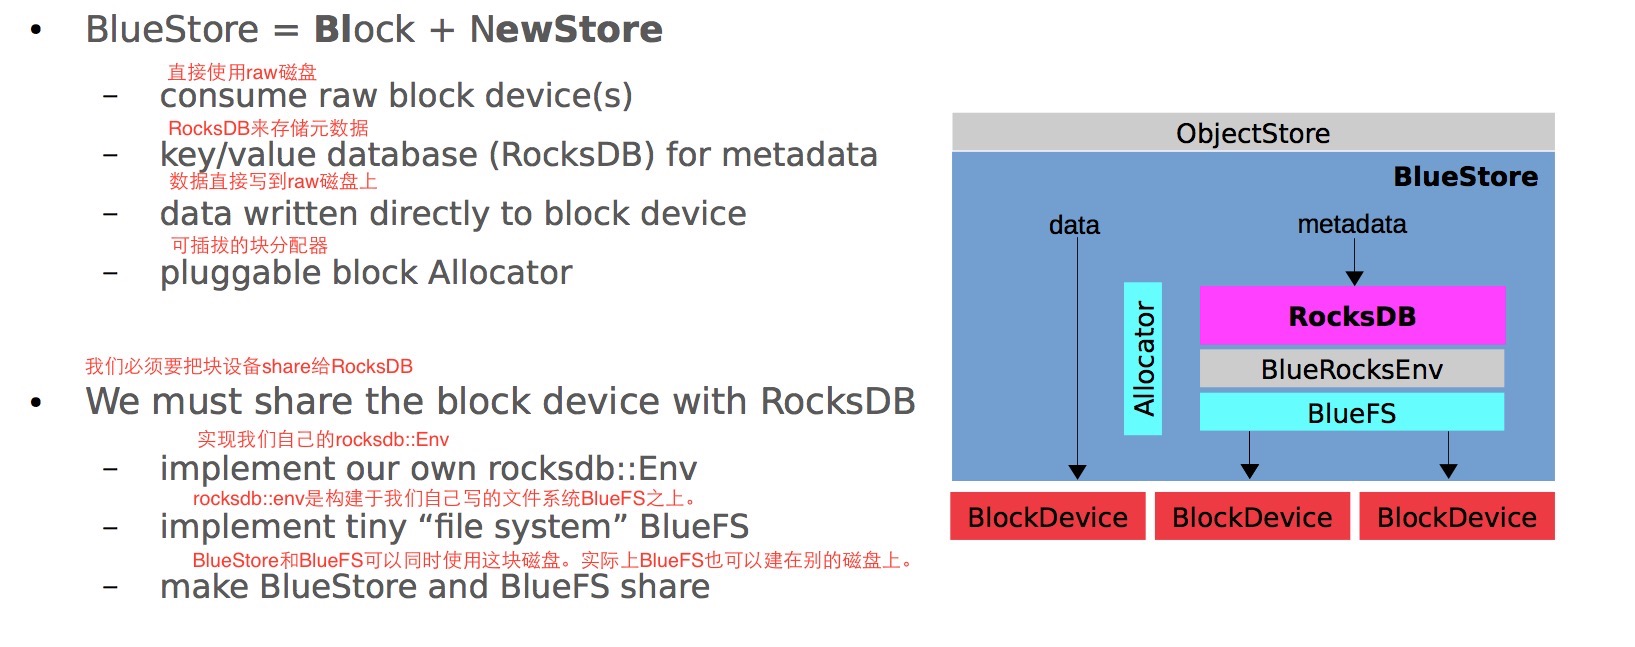 • BlueStore = Block + NewStore
直接使用raw磁盘
– consume raw block device(s)
RocksDB来存储元数据
– key/value database (RocksDB) for metadata
数据直接写到raw磁盘上
– data written directly to block device
可插拔的块分配器
– pluggable block Allocator
我们必须要把块设备share给RocksDB
• We must share the block device with RocksDB
实现我们自己的rocksdb::Env
– implement our own rocksdb::Env
rocksdb::env是构建于我们自己写的文件系统BlueFS之上。
– implement tiny “file system” BlueFS
BlueStore和BlueFS可以同时使用这块磁盘。实际上BlueFS也可以建在别的磁盘上。
– make BlueStore and BlueFS share
ObjectStore
BlueStore
data
metadata
Allocator
RocksDB
BlueRocksEnv
BlueFS
BlockDevice
BlockDevice
BlockDevice